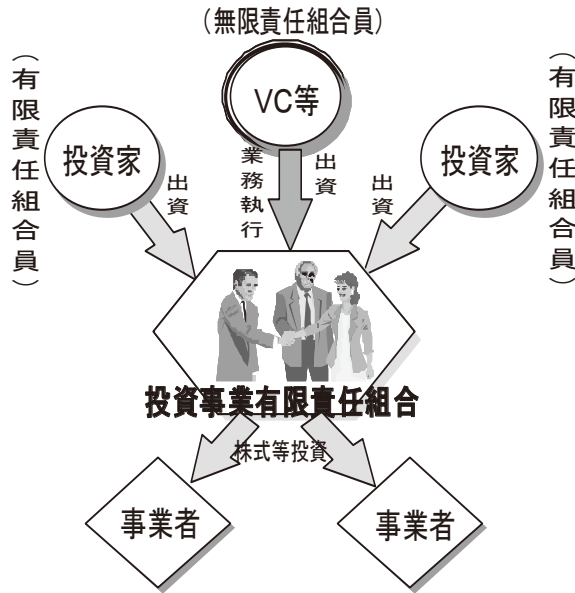 （無限責任組合員）
VC等
（有限責任組合員）
投資家
出資
業務執行
出資
出資
投資家
（有限責任組合員）
投資事業有限責任組合
株式等投資
事業者
事業者